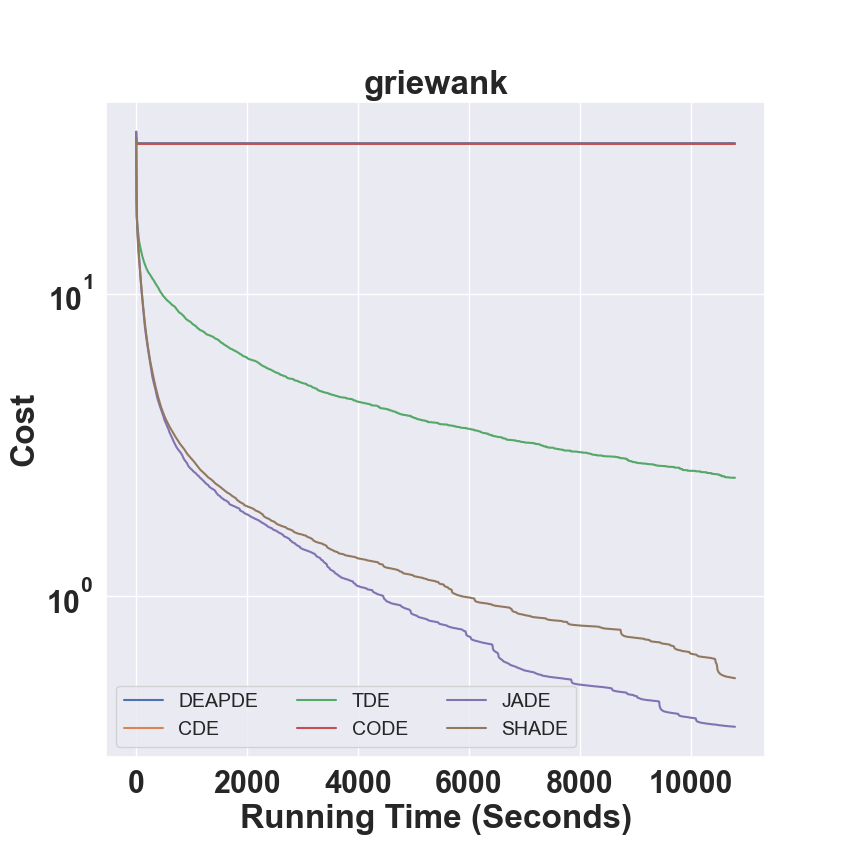 griewank
Cost
10^1
10^0
DEAPDE TDE JADE
CDE CODE SHADE
0 2000 4000 6000 8000 10000
Running Time (Seconds)